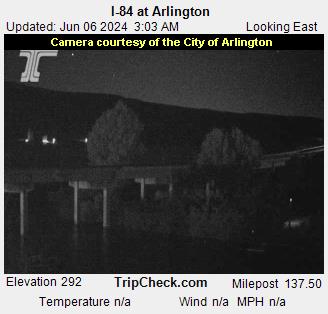 I-84 at Arlington
Updated: Jun 06 2024 3:03 AM Looking East
Camera courtesy of the City of Arlington
Elevation 292 TripCheck.com Milepost 137.50
Temperature n/a Wind n/a MPH n/a